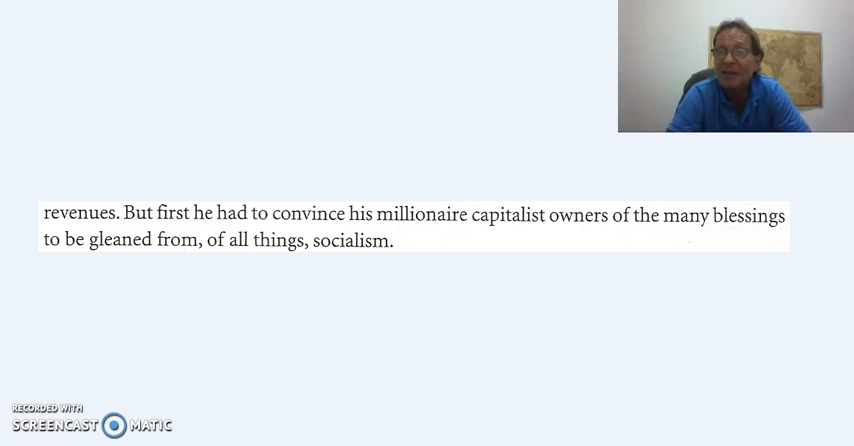 revenues. But first he had to convince his millionaire capitalist owners of the many blessings
to be gleaned from, of all things, socialism.
RECORDED WITH
SCREENCAST MATIC